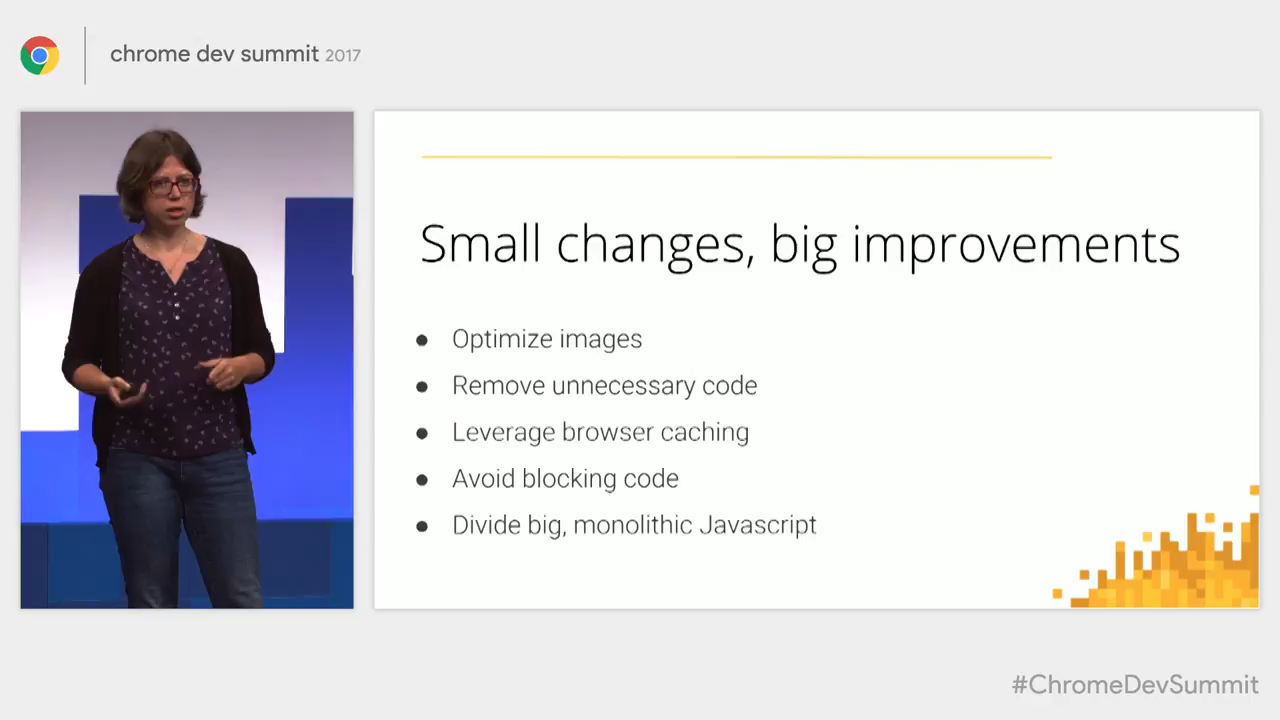 chrome dev summit 2017
Small changes, big improvements
● Optimize images
● Remove unnecessary code
● Leverage browser caching
● Avoid blocking code
● Divide big, monolithic Javascript
#ChromeDevSummit